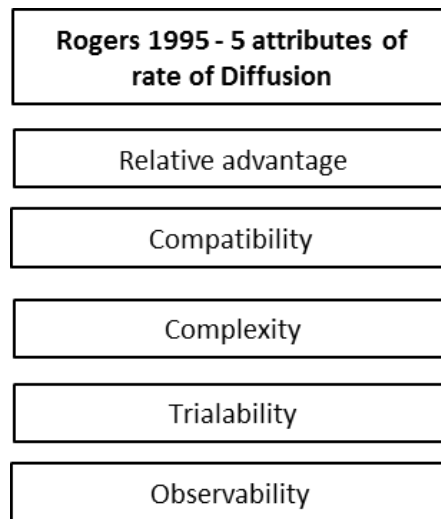 Rogers 1995 - 5 attributes of
rate of Diffusion
Relative advantage
Compatibility
Complexity
Trialability
Observability